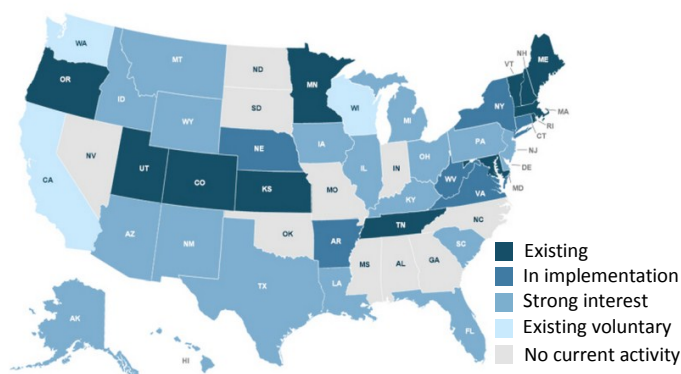 WA
MT
ND
MN
VT
NH
ME
OR
ID
SD
WI
MI
NY
MA
RI
CT
WY
NE
IA
PA
NJ
NV
UT
CO
IL
IN
OH
DE
MD
CA
KS
MO
KY
WV
VA
AZ
NM
OK
AR
TN
NC
SC
TX
LA
MS
AL
GA
FL
AK
HI
Existing
In implementation
Strong interest
Existing voluntary
No current activity